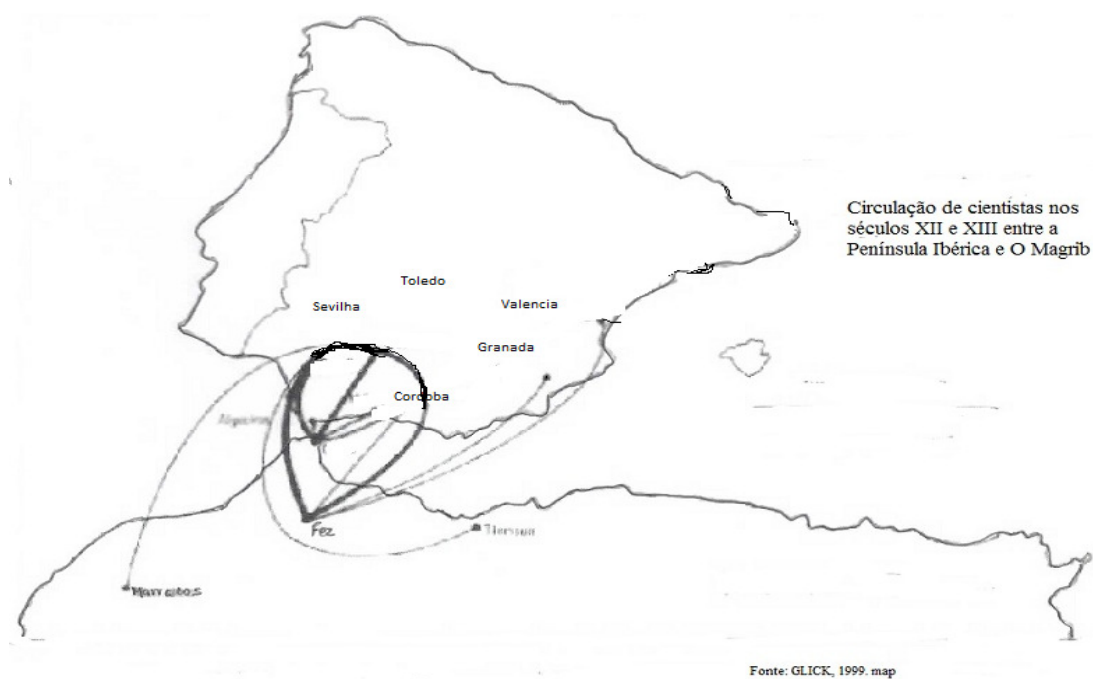 Circulação de cientistas nos
séculos XII e XIII entre a
Península Ibérica e O Magrib
Toledo
Sevilha
Valencia
Granada
Cordoba
Fez
Fonte: GLICK, 1999. map